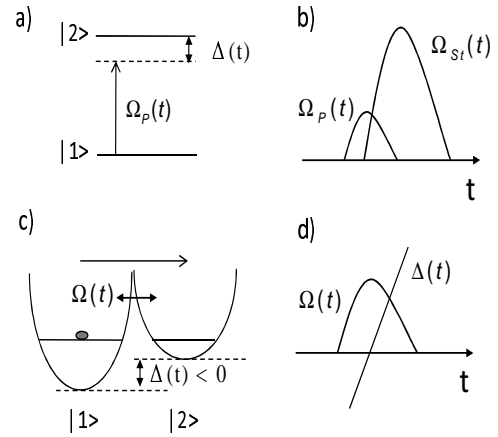 a)
|2>
Δ(t)
Ω_P(t)
|1>
b)
Ω_St(t)
Ω_P(t)
t
c)
Ω(t)
Δ(t) < 0
|1>
|2>
d)
Ω(t)
Δ(t)
t